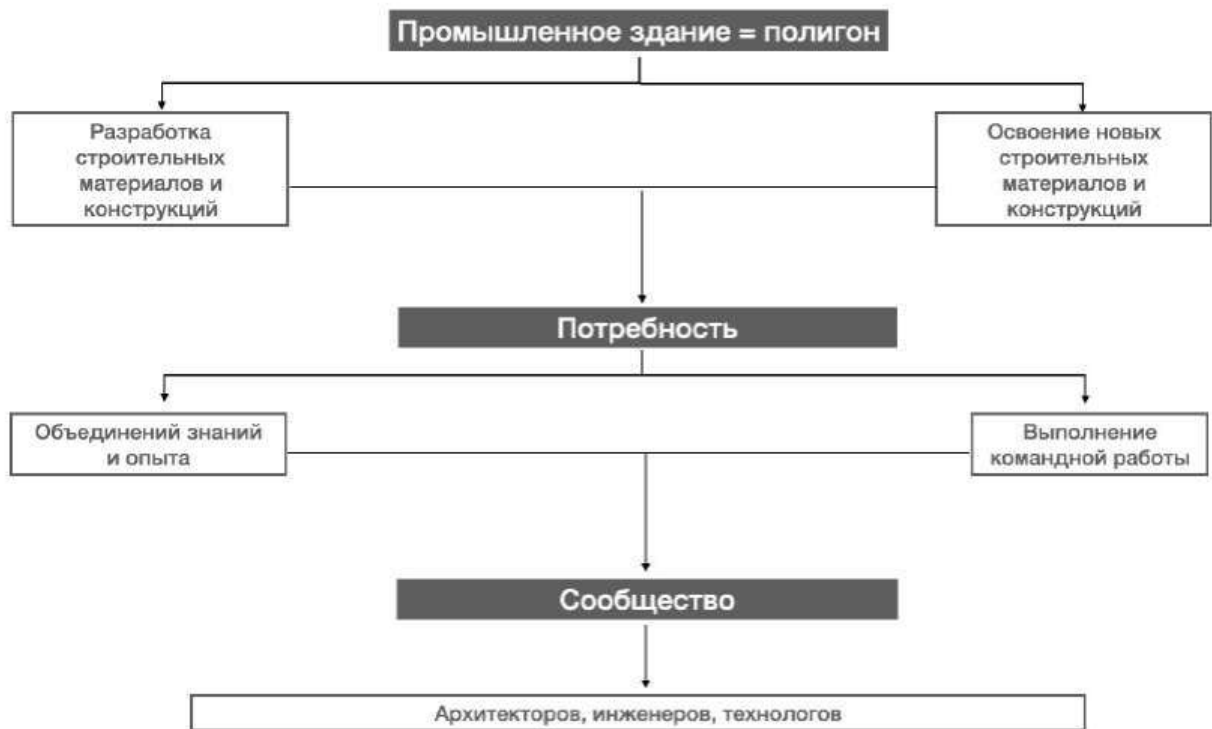 Промышленное здание = полигон
Разработка
строительных
материалов и
конструкций
Освоение новых
строительных
материалов и
конструкций
Потребность
Объединений знаний
и опыта
Выполнение
командной работы
Сообщество
Архитекторов, инженеров, технологов